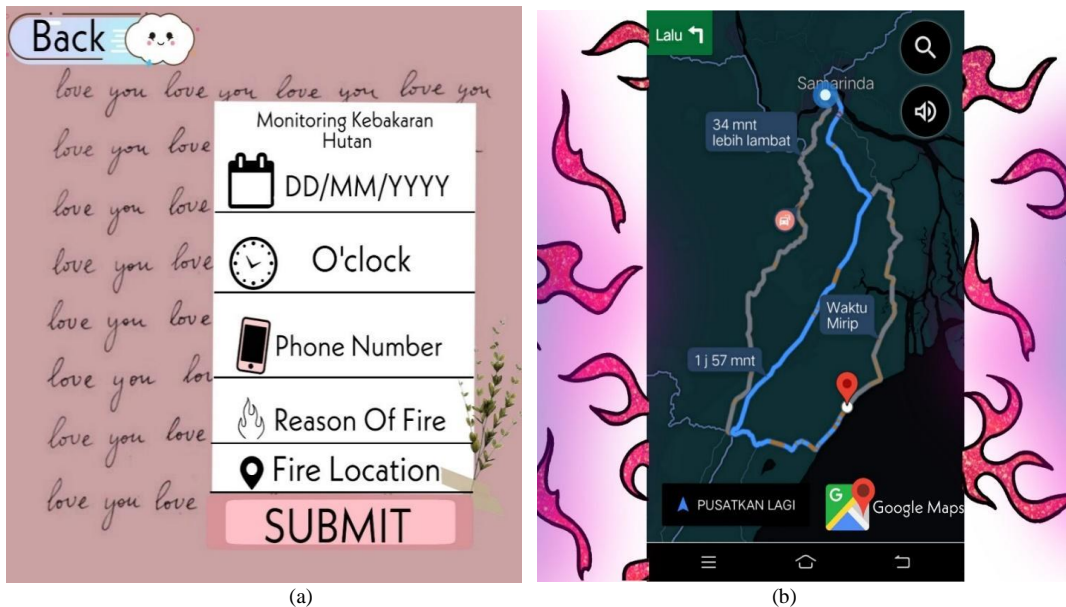 Back
love you love you love you love you
love you love
love you love
love you love
love you love
love you
love you love
love you love
Monitoring Kebakaran
Hutan
DD/MM/YYYY
O'clock
Phone Number
Reason Of Fire
Fire Location
SUBMIT
(a)
Lalu
Samarinda
34 mnt
lebih lambat
Waktu
Mirip
1 j 57 mnt
PUSATKAN LAGI
G
Google Maps
(b)